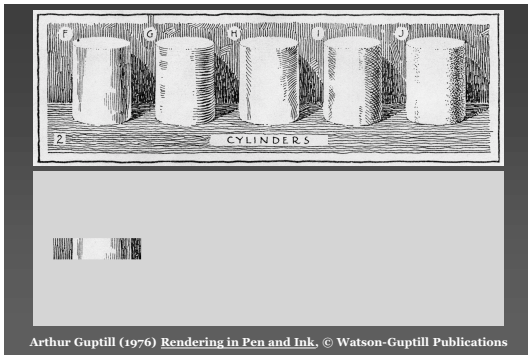 F G H I J
2 CYLINDERS
Arthur Guptill (1976) Rendering in Pen and Ink, © Watson-Guptill Publications